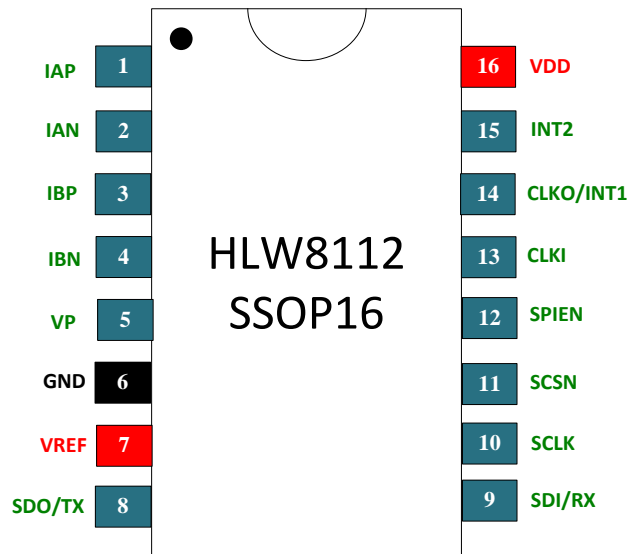 IAP 1
IAN 2
IBP 3
IBN 4
VP 5
GND 6
VREF 7
SDO/TX 8
HLW8112
SSOP16
16 VDD
15 INT2
14 CLKO/INT1
13 CLKI
12 SPIEN
11 SCSN
10 SCLK
9 SDI/RX